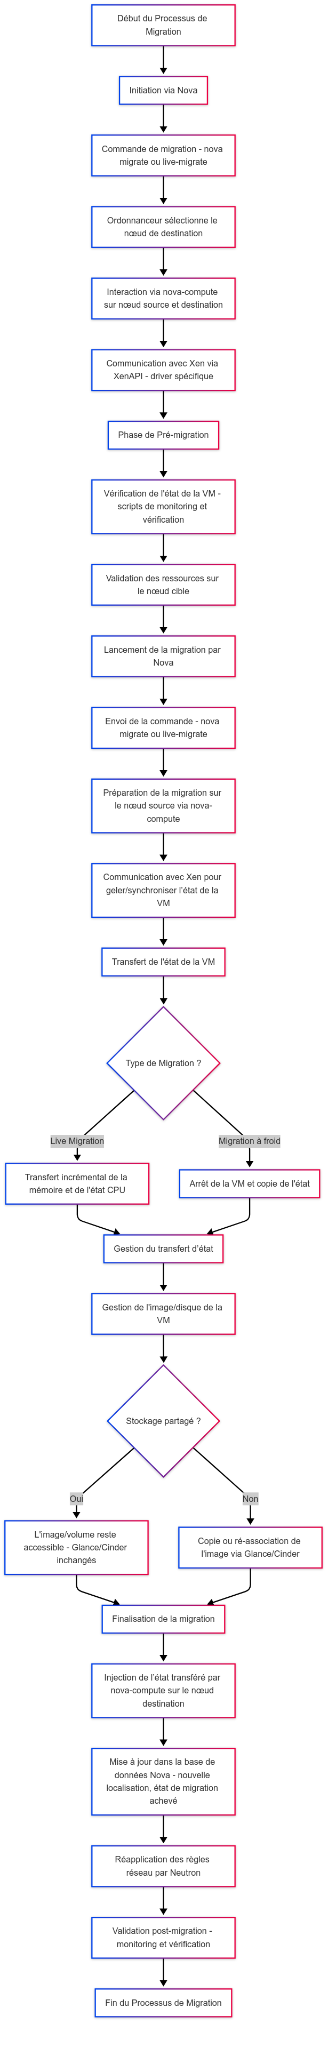 Début du Processus de
Migration
Initiation via Nova
Commande de migration - nova
migrate ou live-migrate
Ordonnanceur sélectionne le
nœud de destination
Interaction via nova-compute
sur nœud source et destination
Communication avec Xen via
XenAPI - driver spécifique
Phase de Pré-migration
Vérification de l'état de la VM -
scripts de monitoring et
vérification
Validation des ressources sur
le nœud cible
Lancement de la migration par
Nova
Envoi de la commande - nova
migrate ou live-migrate
Préparation de la migration sur
le nœud source via nova-
compute
Communication avec Xen pour
geler/synchroniser l'état de la
VM
Transfert de l'état de la VM
Type de Migration ?
Live Migration
Migration à froid
Transfert incrémental de la
mémoire et de l'état CPU
Arrêt de la VM et copie de l'état
Gestion du transfert d'état
Gestion de l'image/disque de la
VM
Stockage partagé ?
Oui
Non
L'image/volume reste
accessible - Glance/Cinder
inchangés
Copie ou ré-association de
l'image via Glance/Cinder
Finalisation de la migration
Injection de l'état transféré par
nova-compute sur le nœud
destination
Mise à jour dans la base de
données Nova - nouvelle
localisation, état de migration
achevé
Réapplication des règles
réseau par Neutron
Validation post-migration -
monitoring et vérification
Fin du Processus de Migration